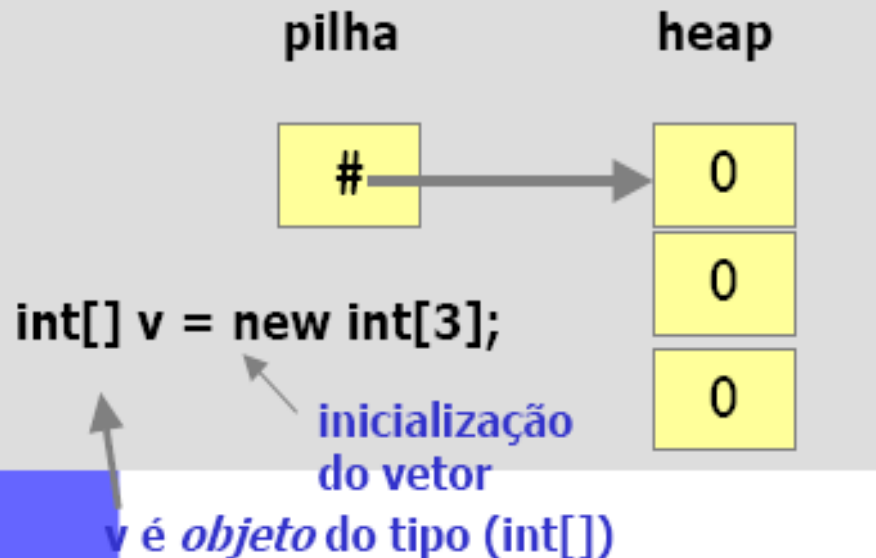 pilha heap
# 0
0
int[] v = new int[3];
0
inicialização
do vetor
v é objeto do tipo (int[])